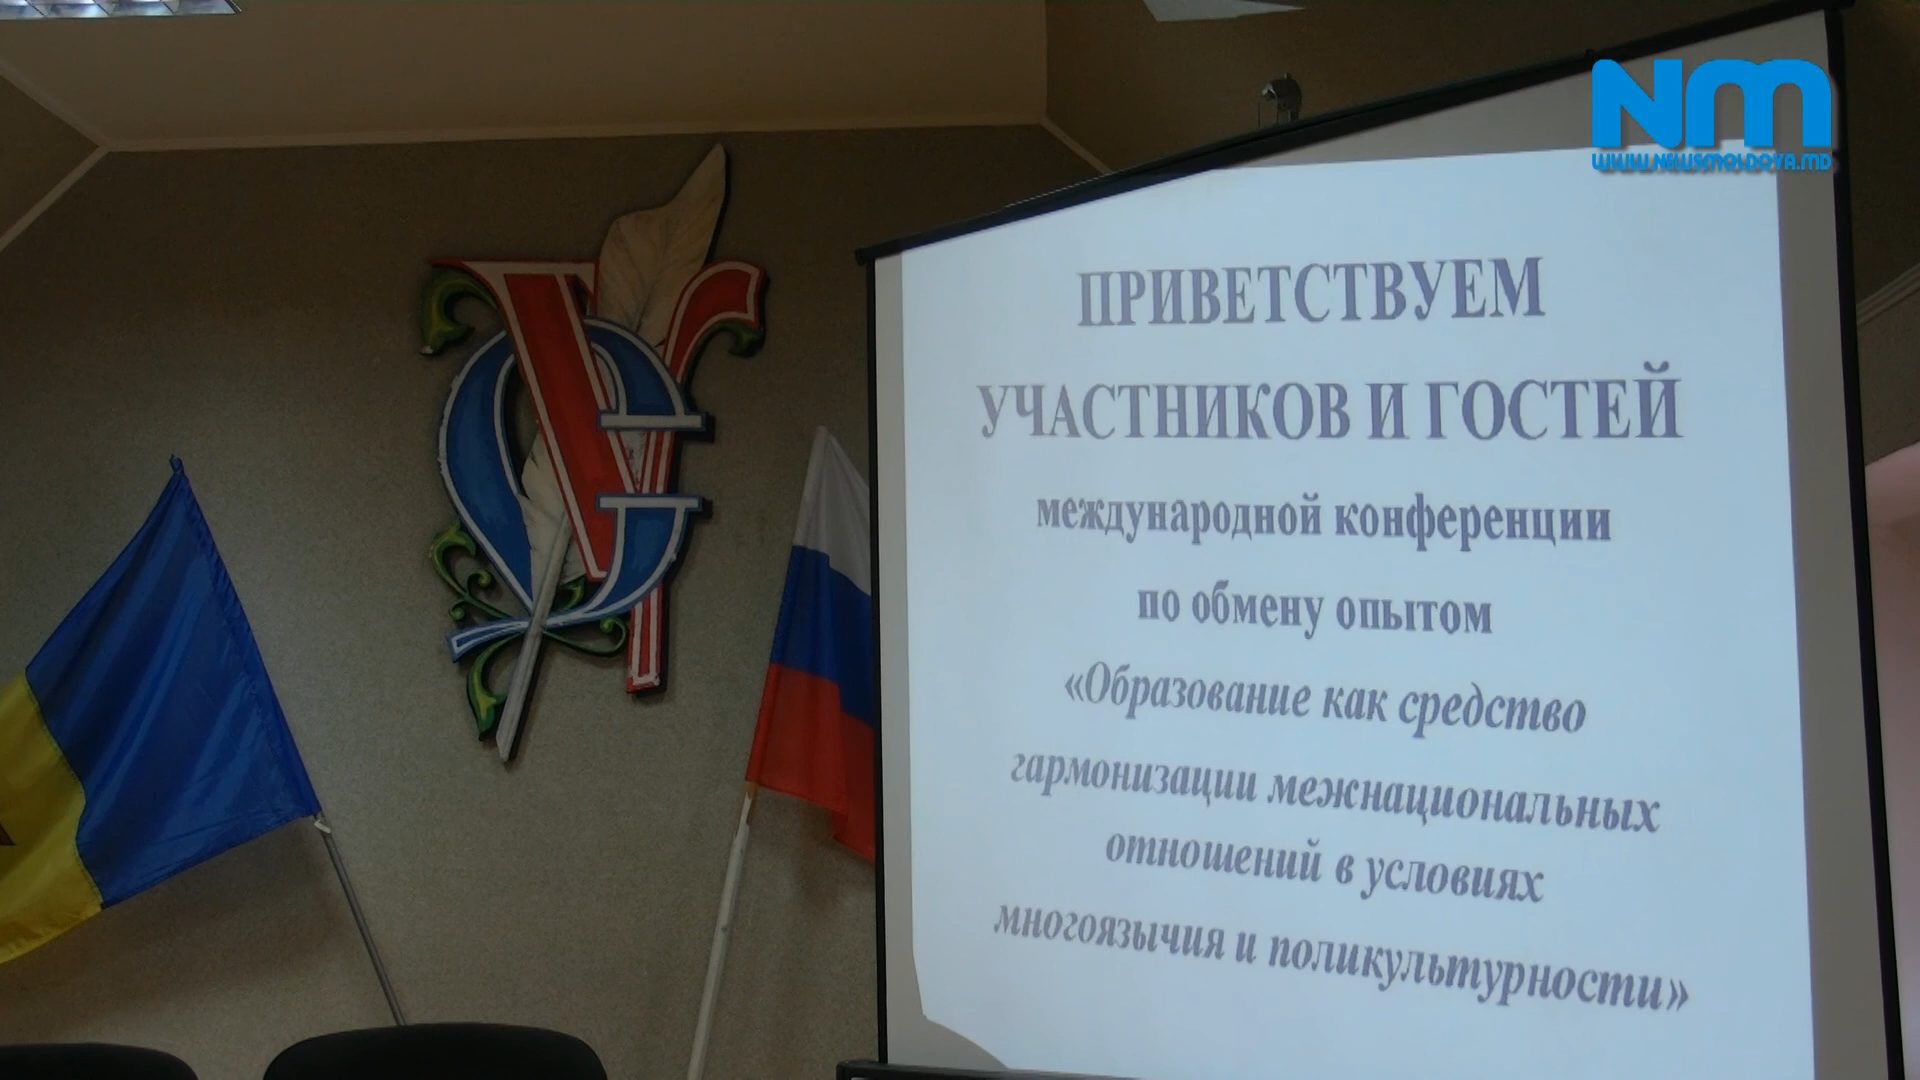 NM
WWW.NEWSMOLDOVA.MD
ПРИВЕТСТВУЕМ
УЧАСТНИКОВ И ГОСТЕЙ
международной конференции
по обмену опытом
«Образование как средство
гармонизации межнациональных
отношений в условиях
многоязычия и поликультурности»